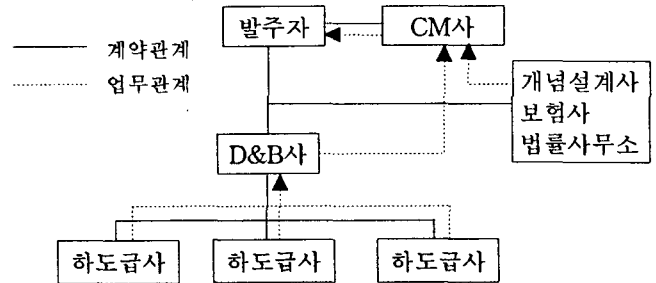 발주자
CM사
계약관계
업무관계
개념설계사
보험사
법률사무소
D&B사
하도급사
하도급사
하도급사